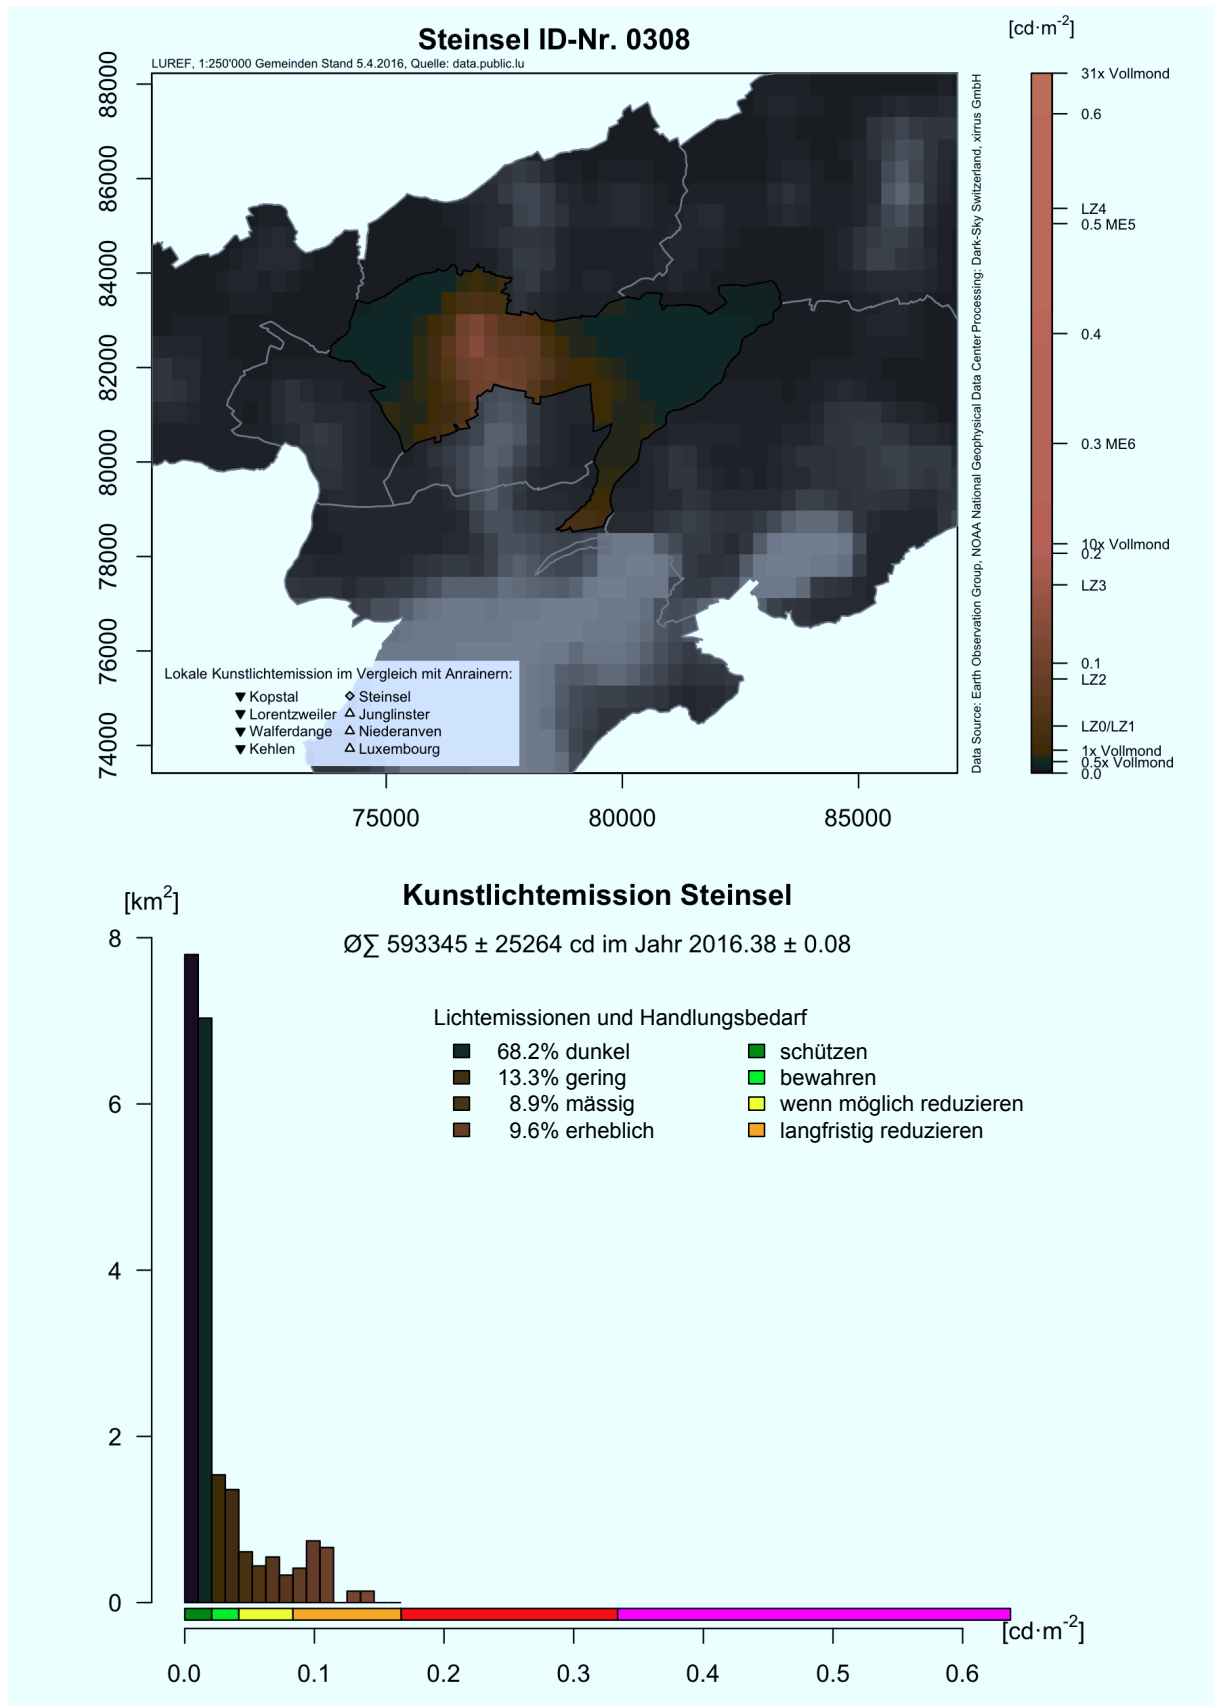 Steinsel ID-Nr. 0308
[cd·m-2]
LUREF, 1:250'000 Gemeinden Stand 5.4.2016, Quelle: data.public.lu
88000
86000
84000
82000
80000
78000
76000
74000
75000
80000
85000
Lokale Kunstlichtemission im Vergleich mit Anrainern:
▼ Kopstal ◇ Steinsel
▼ Lorentzweiler △ Junglinster
▼ Walferdange △ Niederanven
▼ Kehlen △ Luxembourg
Data Source: Earth Observation Group, NOAA National Geophysical Data Center Processing: Dark-Sky Switzerland, xirrus GmbH
31x Vollmond
0.6
LZ4
0.5 ME5
0.4
0.3 ME6
10x Vollmond
0.2
LZ3
0.1
LZ2
LZ0/LZ1
1x Vollmond
0.5x Vollmond
0.0
Kunstlichtemission Steinsel
[km2]
Ø∑ 593345 ± 25264 cd im Jahr 2016.38 ± 0.08
8
6
4
2
0
Lichtemissionen und Handlungsbedarf
68.2% dunkel schützen
13.3% gering bewahren
8.9% mässig wenn möglich reduzieren
9.6% erheblich langfristig reduzieren
[cd·m-2]
0.0 0.1 0.2 0.3 0.4 0.5 0.6